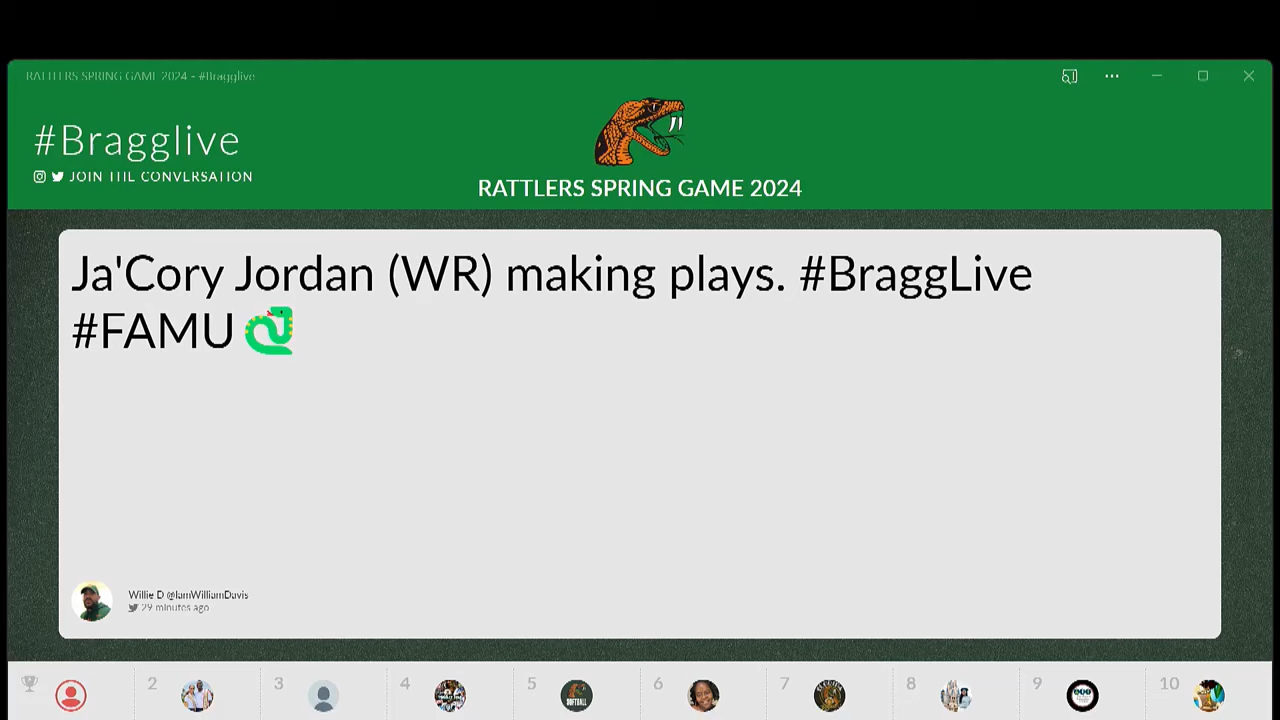 RATTLERS SPRING GAME 2024 - #Bragglive
#Bragglive
JOIN THE CONVERSATION
RATTLERS SPRING GAME 2024
Ja'Cory Jordan (WR) making plays. #BraggLive
#FAMU
Willie D @IamWilliamDavis
29 minutes ago
2 3 4 5 6 7 8 9 10
SOFTBALL